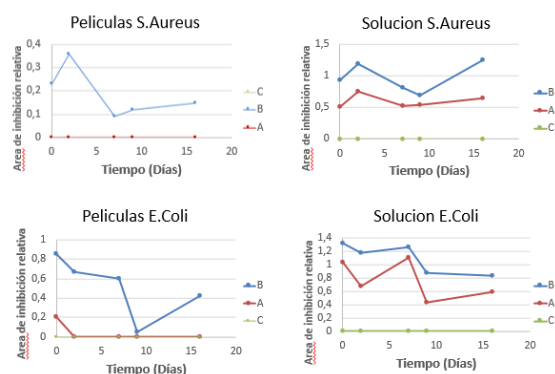 Peliculas S.Aureus
Area de inhibición relativa
0,4
0,3
0,2
0,1
0
0
5
10
15
20
Tiempo (Días)
C
B
A
Solucion S.Aureus
Area de inhibición relativa
1,5
1
0,5
0
0
5
10
15
20
Tiempo (Días)
B
A
C
Peliculas E.Coli
Area de inhibición relativa
1
0,8
0,6
0,4
0,2
0
0
5
10
15
20
Tiempo (Días)
B
A
C
Solucion E.Coli
Area de inhibición relativa
1,4
1,2
1
0,8
0,6
0,4
0,2
0
0
5
10
15
20
Tiempo (Días)
B
A
C